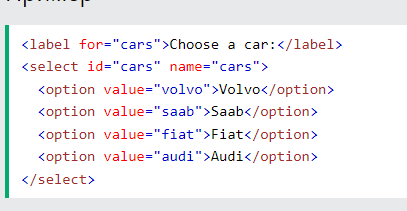 Пример
<label for="cars">Choose a car:</label>
<select id="cars" name="cars">
  <option value="volvo">Volvo</option>
  <option value="saab">Saab</option>
  <option value="fiat">Fiat</option>
  <option value="audi">Audi</option>
</select>